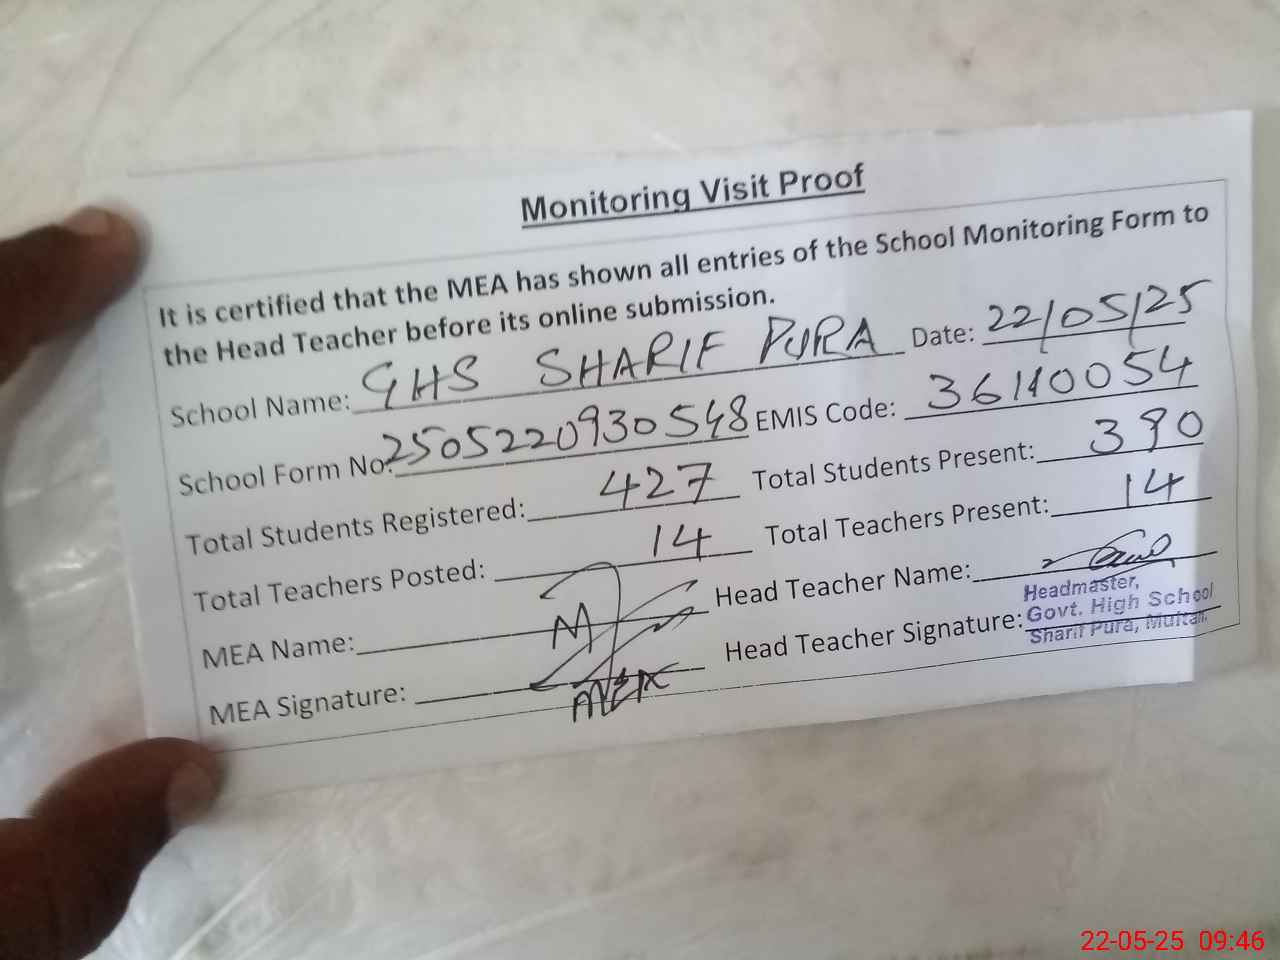 Monitoring Visit Proof
It is certified that the MEA has shown all entries of the School Monitoring Form to
the Head Teacher before its online submission.
School Name: GHS SHARIF PURA Date: 22/05/25
School Form No: 2505220930548 EMIS Code: 36110054
Total Students Registered: 427 Total Students Present: 390
Total Teachers Posted: 14 Total Teachers Present: 14
MEA Name: Head Teacher Name:
MEA Signature: Head Teacher Signature:
Headmaster,
Govt. High School
Sharif Pura, Multan.
22-05-25 09:46